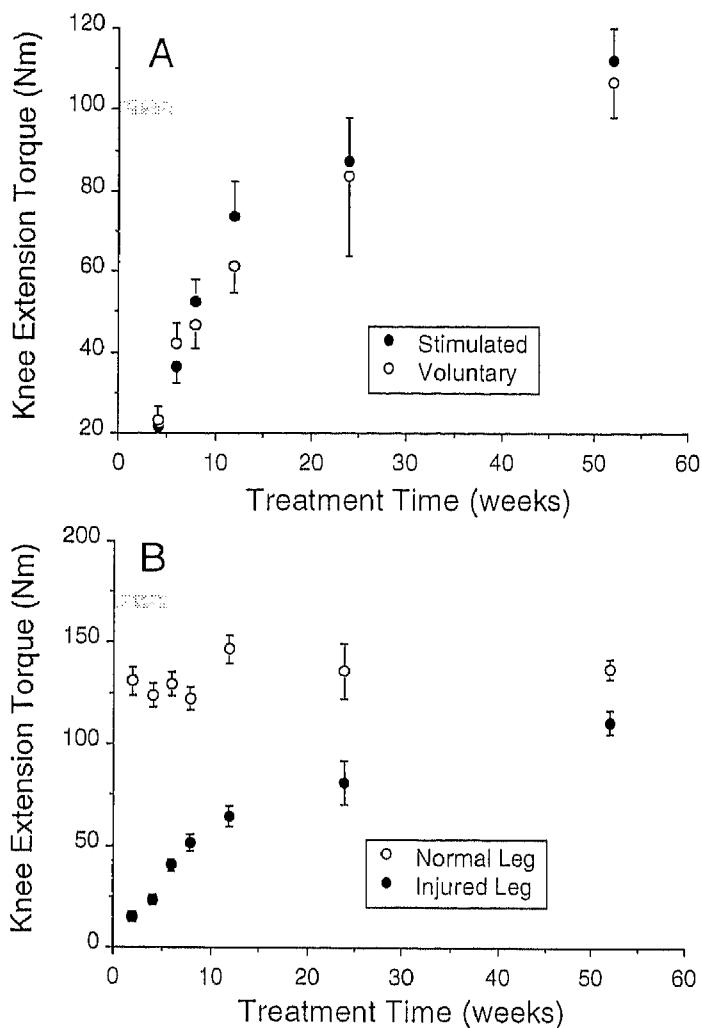 A
Knee Extension Torque (Nm)
120
100
80
60
40
20
Stimulated
Voluntary
0 10 20 30 40 50 60
Treatment Time (weeks)
B
Knee Extension Torque (Nm)
200
150
100
50
0
Normal Leg
Injured Leg
0 10 20 30 40 50 60
Treatment Time (weeks)